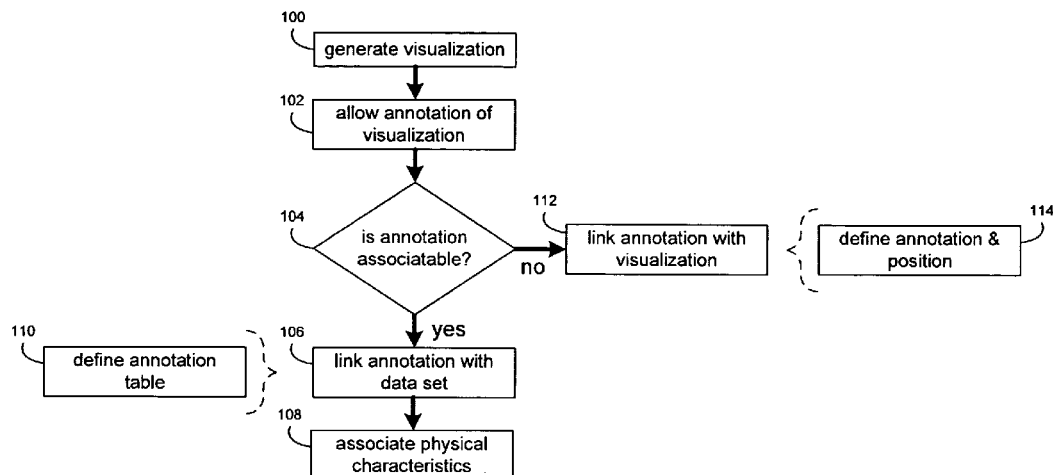 100
generate visualization
102
allow annotation of
visualization
104
is annotation
associatable?
no
112
link annotation with
visualization
114
define annotation &
position
yes
110
define annotation
table
106
link annotation with
data set
108
associate physical
characteristics